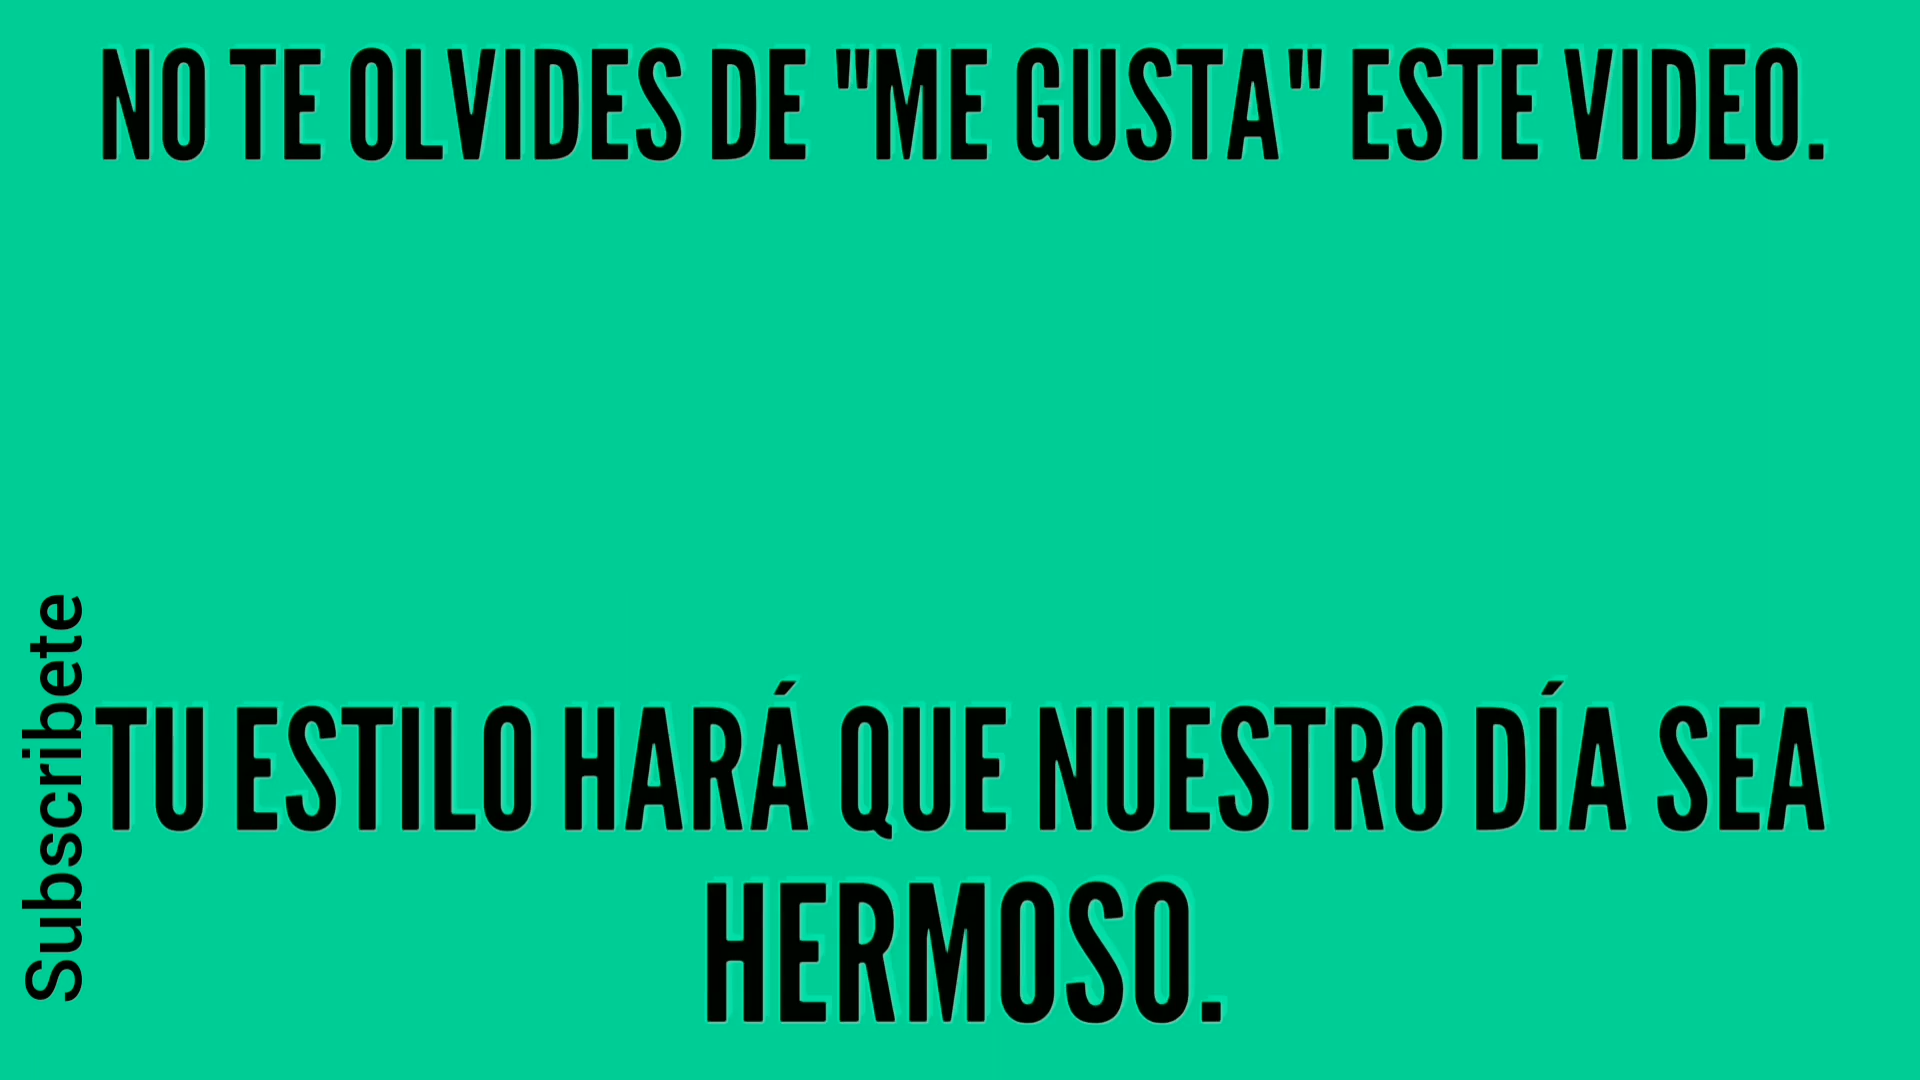 NO TE OLVIDES DE "ME GUSTA" ESTE VIDEO.
Subscribete
TU ESTILO HARÁ QUE NUESTRO DÍA SEA
HERMOSO.